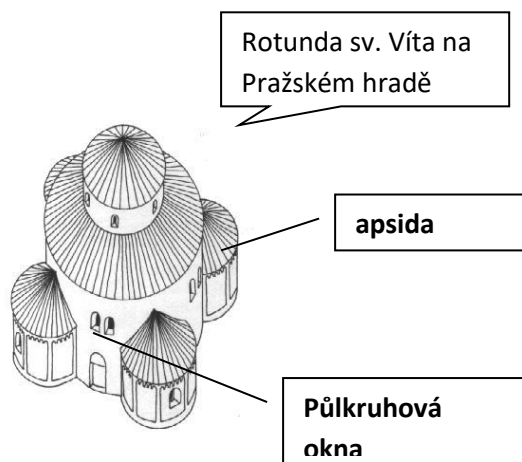 Rotunda sv. Víta na
Pražském hradě
apsida
Půlkruhová
okna